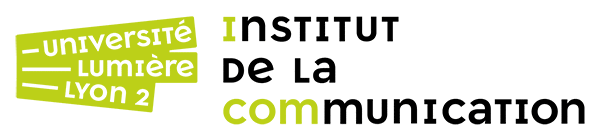 université
Lumière
Lyon 2
Institut
de la
communication